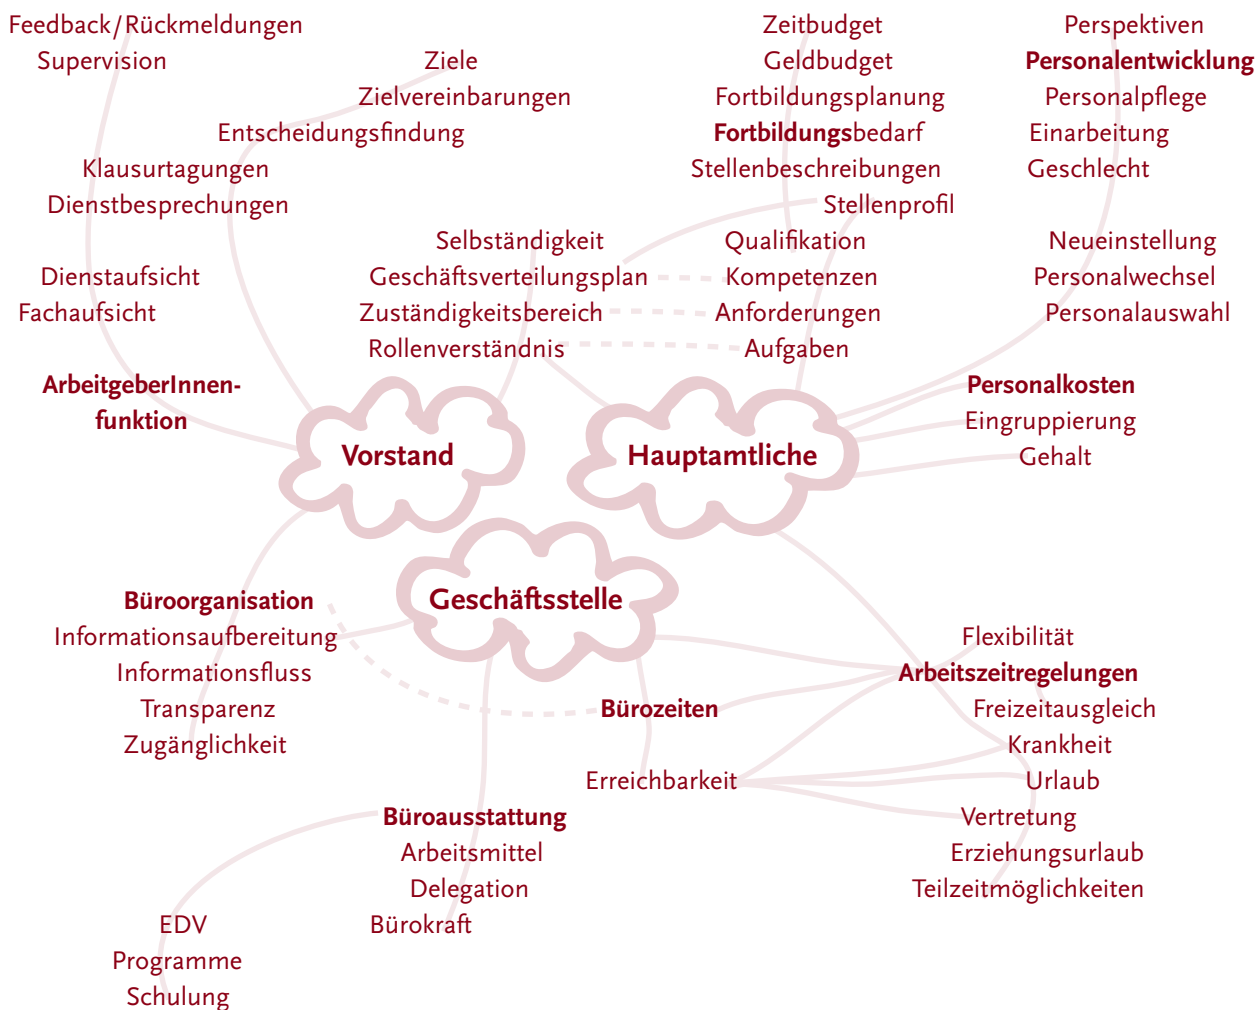 Feedback/Rückmeldungen
Supervision
Ziele
Zielvereinbarungen
Entscheidungsfindung
Klausurtagungen
Dienstbesprechungen
Dienstaufsicht
Fachaufsicht
ArbeitgeberInnen-
funktion
Zeitbudget
Geldbudget
Fortbildungsplanung
Fortbildungsbedarf
Stellenbeschreibungen
Stellenprofil
Perspektiven
Personalentwicklung
Personalpflege
Einarbeitung
Geschlecht
Selbständigkeit
Geschäftsverteilungsplan
Zuständigkeitsbereich
Rollenverständnis
Qualifikation
Kompetenzen
Anforderungen
Aufgaben
Neueinstellung
Personalwechsel
Personalauswahl
Personalkosten
Eingruppierung
Gehalt
Vorstand
Hauptamtliche
Geschäftsstelle
Büroorganisation
Informationsaufbereitung
Informationsfluss
Transparenz
Zugänglichkeit
Bürozeiten
Erreichbarkeit
Flexibilität
Arbeitszeitregelungen
Freizeitausgleich
Krankheit
Urlaub
Vertretung
Erziehungsurlaub
Teilzeitmöglichkeiten
Büroausstattung
Arbeitsmittel
Delegation
Bürokraft
EDV
Programme
Schulung